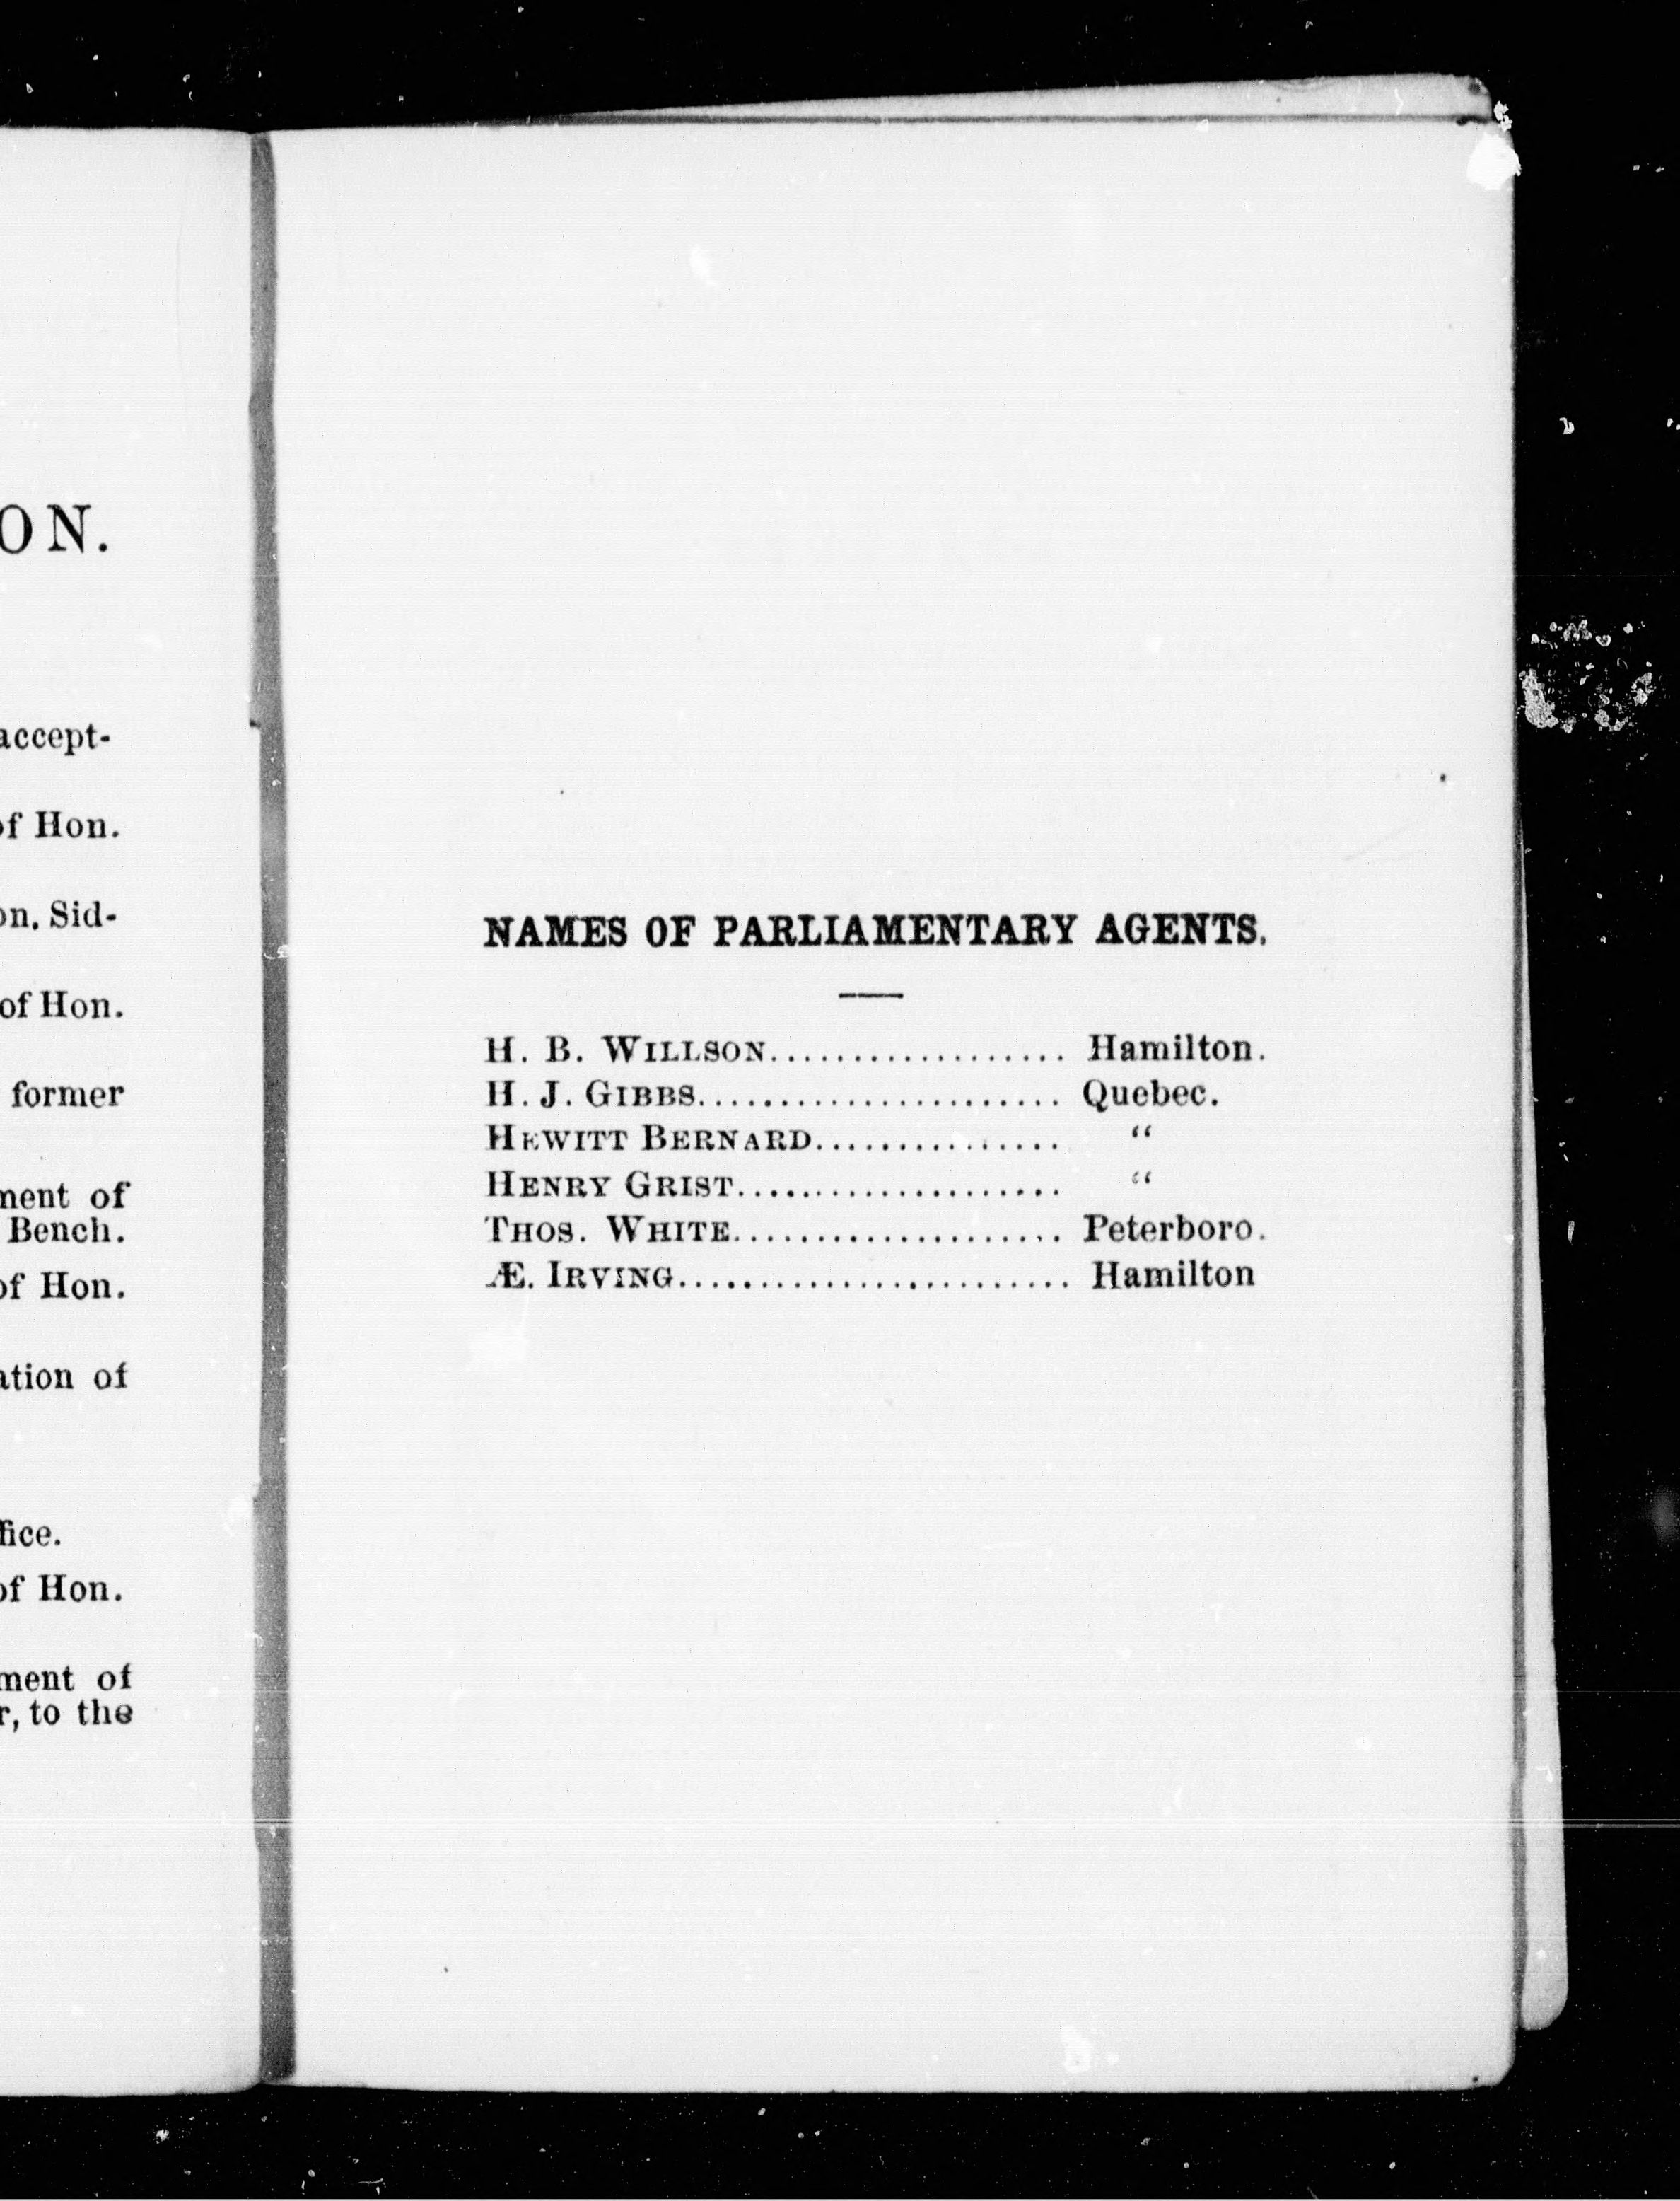 ON.
accept-
of Hon.
on. Sid-
of Hon.
former
ment of
Bench.
of Hon.
ation of
fice.
of Hon.
ment of
r, to the
NAMES OF PARLIAMENTARY AGENTS.
H. B. WILLSON.................. Hamilton.
H. J. GIBBS...................... Quebec.
HEWITT BERNARD............... “
HENRY GRIST.................... “
THOS. WHITE.................... Peterboro.
Æ. IRVING........................ Hamilton